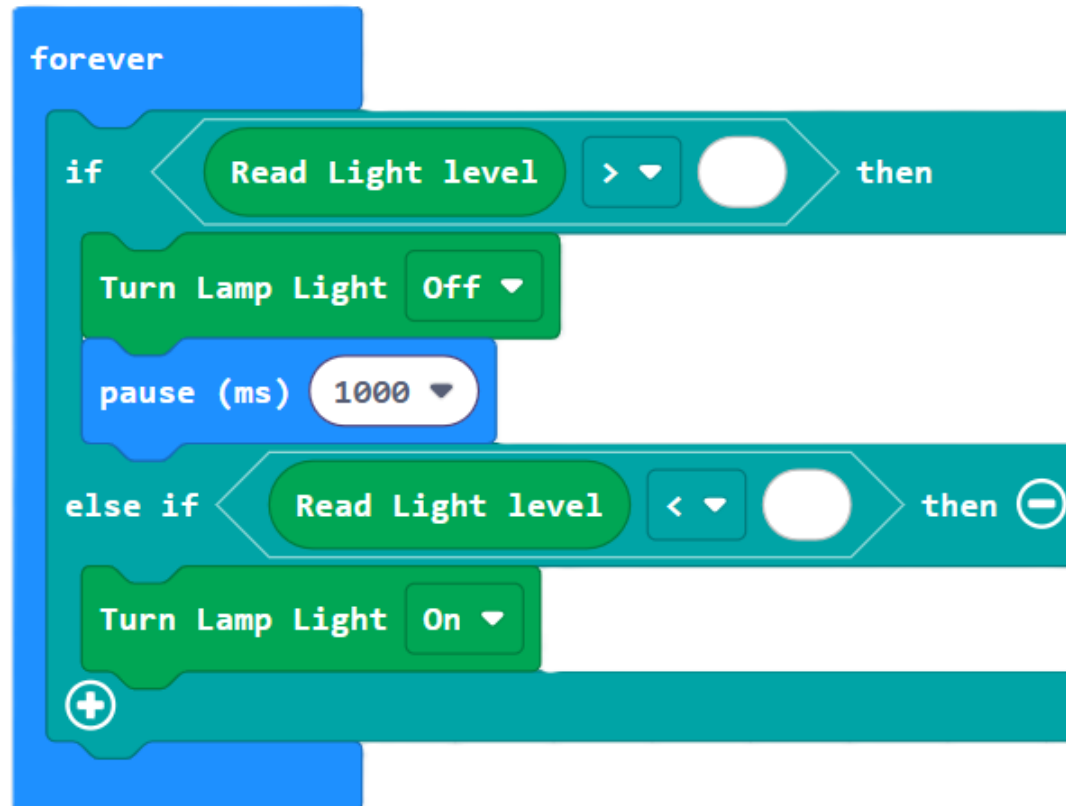 forever
if Read Light level > then
Turn Lamp Light Off
pause (ms) 1000
else if Read Light level < then
Turn Lamp Light On